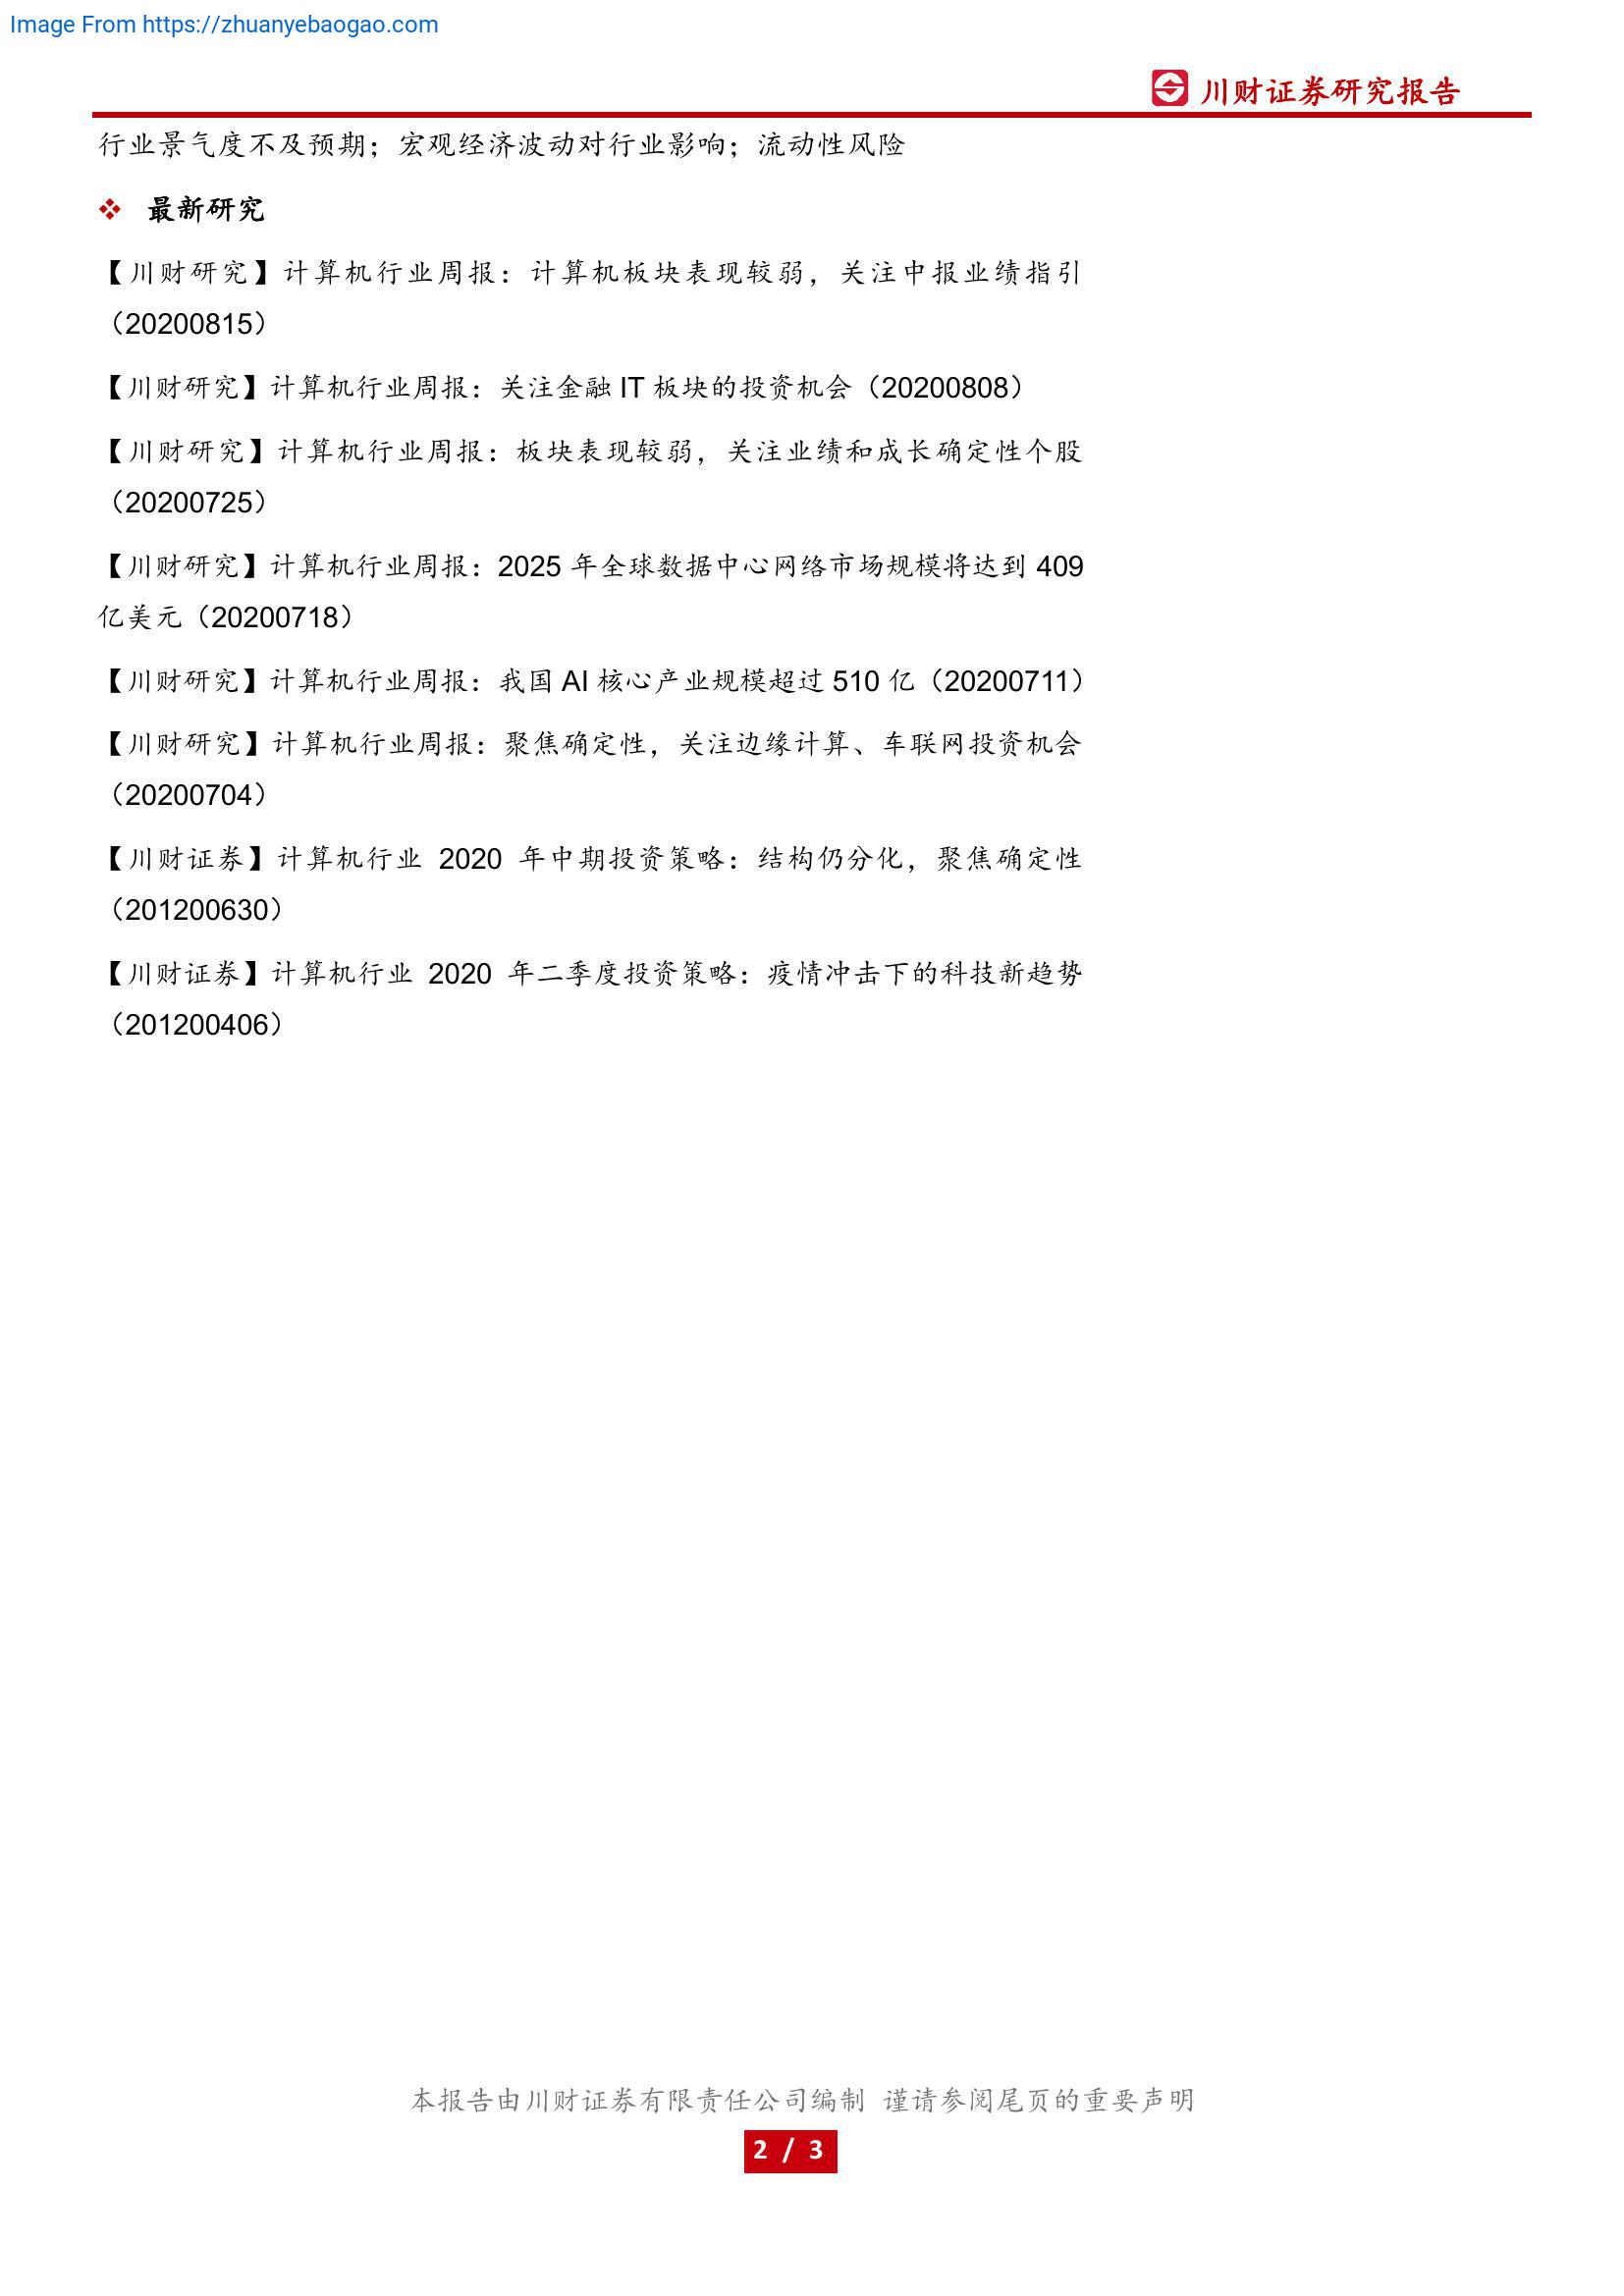 Image From https://zhuanyebaogao.com
川财证券研究报告
行业景气度不及预期；宏观经济波动对行业影响；流动性风险
❖ 最新研究
【川财研究】计算机行业周报：计算机板块表现较弱，关注中报业绩指引
（20200815）
【川财研究】计算机行业周报：关注金融 IT 板块的投资机会（20200808）
【川财研究】计算机行业周报：板块表现较弱，关注业绩和成长确定性个股
（20200725）
【川财研究】计算机行业周报：2025 年全球数据中心网络市场规模将达到 409
亿美元（20200718）
【川财研究】计算机行业周报：我国 AI 核心产业规模超过 510 亿（20200711）
【川财研究】计算机行业周报：聚焦确定性，关注边缘计算、车联网投资机会
（20200704）
【川财证券】计算机行业 2020 年中期投资策略：结构仍分化，聚焦确定性
（201200630）
【川财证券】计算机行业 2020 年二季度投资策略：疫情冲击下的科技新趋势
（201200406）
本报告由川财证券有限责任公司编制 谨请参阅尾页的重要声明
2 / 3